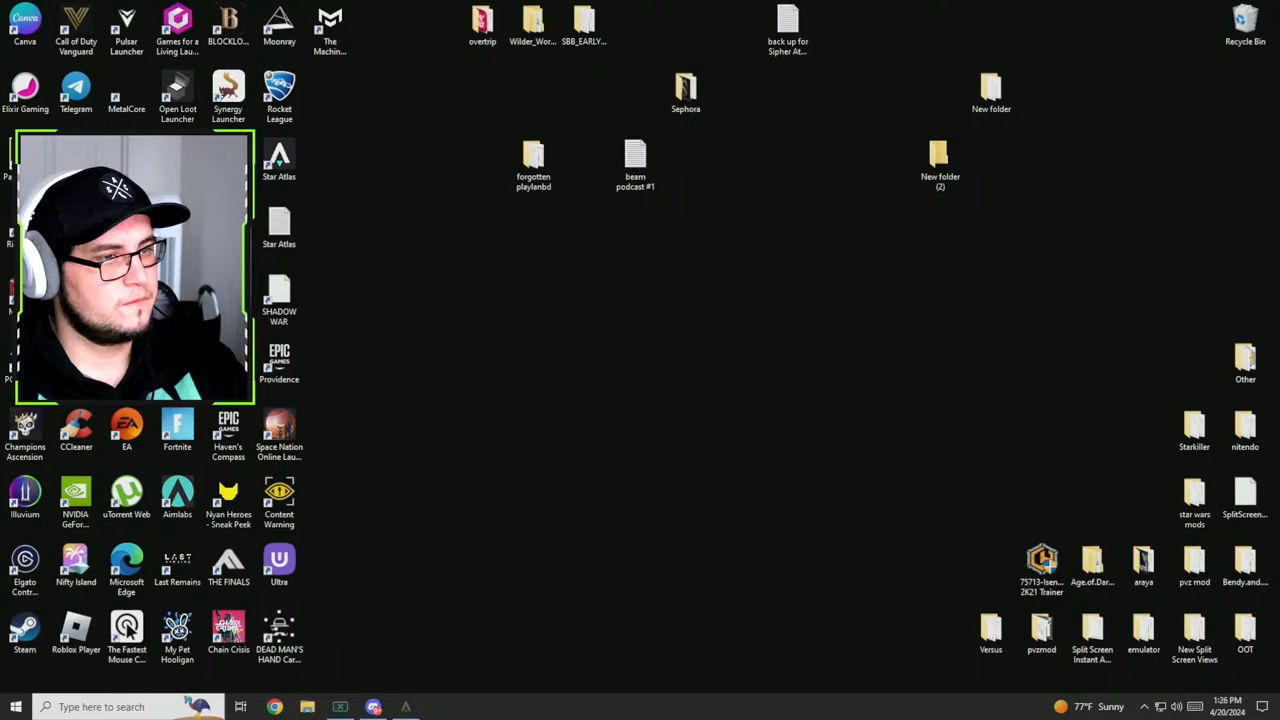 Canva
Call of Duty Vanguard
Pulsar Launcher
Games for a Living Lau...
BLOCKLO...
Moonray
The Machin...
overtrip
Wilder_Wor...
SBB_EARLY...
back up for Sipher At...
Recycle Bin
Elixir Gaming
Telegram
MetalCore
Open Loot Launcher
Synergy Launcher
Rocket League
Sephora
New folder
Star Atlas
forgotten playlanbd
beam podcast #1
New folder (2)
Star Atlas
SHADOW WAR
EPIC GAMES
Providence
Other
Champions Ascension
CCleaner
EA
Fortnite
EPIC GAMES
Haven's Compass
Space Nation Online Lau...
Starkiller
nitendo
Illuvium
NVIDIA GeFor...
uTorrent Web
Aimlabs
Nyan Heroes - Sneak Peek
Content Warning
star wars mods
SplitScreen...
Elgato Contr...
Nifty Island
Microsoft Edge
LAST REMAINS
Last Remains
THE FINALS
Ultra
75713-Isen... 2K21 Trainer
Age.of.Dar...
araya
pvz mod
Bendy.and....
Steam
Roblox Player
The Fastest Mouse C...
My Pet Hooligan
Chain Crisis
DEAD MAN'S HAND Car...
Versus
pvzmod
Split Screen Instant A...
emulator
New Split Screen Views
OOT
Type here to search
77°F Sunny
1:26 PM
4/20/2024